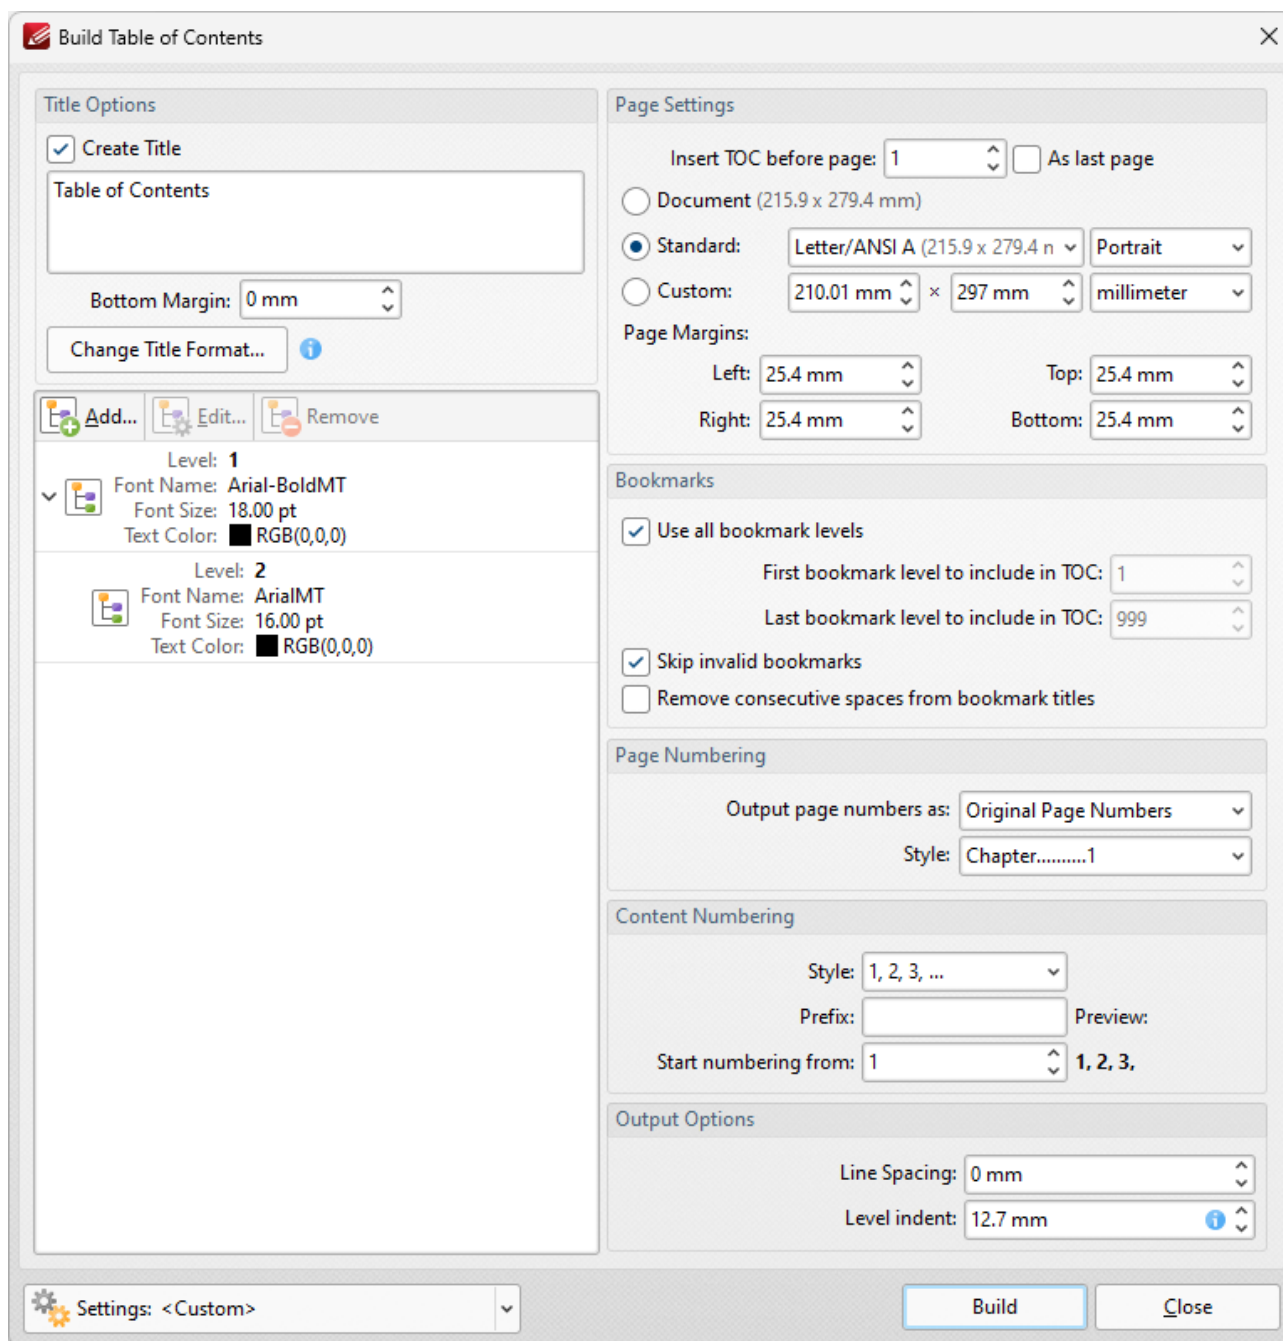 Build Table of Contents
Title Options
Create Title
Table of Contents
Bottom Margin: 0 mm
Change Title Format...
Add... Edit... Remove
Level: 1
Font Name: Arial-BoldMT
Font Size: 18.00 pt
Text Color: RGB(0,0,0)
Level: 2
Font Name: ArialMT
Font Size: 16.00 pt
Text Color: RGB(0,0,0)
Page Settings
Insert TOC before page: 1 As last page
Document (215.9 x 279.4 mm)
Standard: Letter/ANSI A (215.9 x 279.4 n Portrait
Custom: 210.01 mm × 297 mm millimeter
Page Margins:
Left: 25.4 mm Top: 25.4 mm
Right: 25.4 mm Bottom: 25.4 mm
Bookmarks
Use all bookmark levels
First bookmark level to include in TOC: 1
Last bookmark level to include in TOC: 999
Skip invalid bookmarks
Remove consecutive spaces from bookmark titles
Page Numbering
Output page numbers as: Original Page Numbers
Style: Chapter..........1
Content Numbering
Style: 1, 2, 3, ...
Prefix: Preview:
Start numbering from: 1 1, 2, 3,
Output Options
Line Spacing: 0 mm
Level indent: 12.7 mm
Settings: <Custom> Build Close